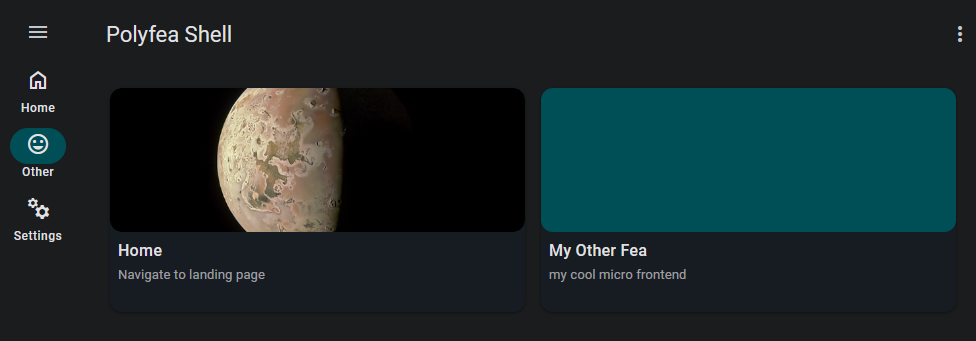 Polyfea Shell
Home
Other
Settings
Home
Navigate to landing page
My Other Fea
my cool micro frontend